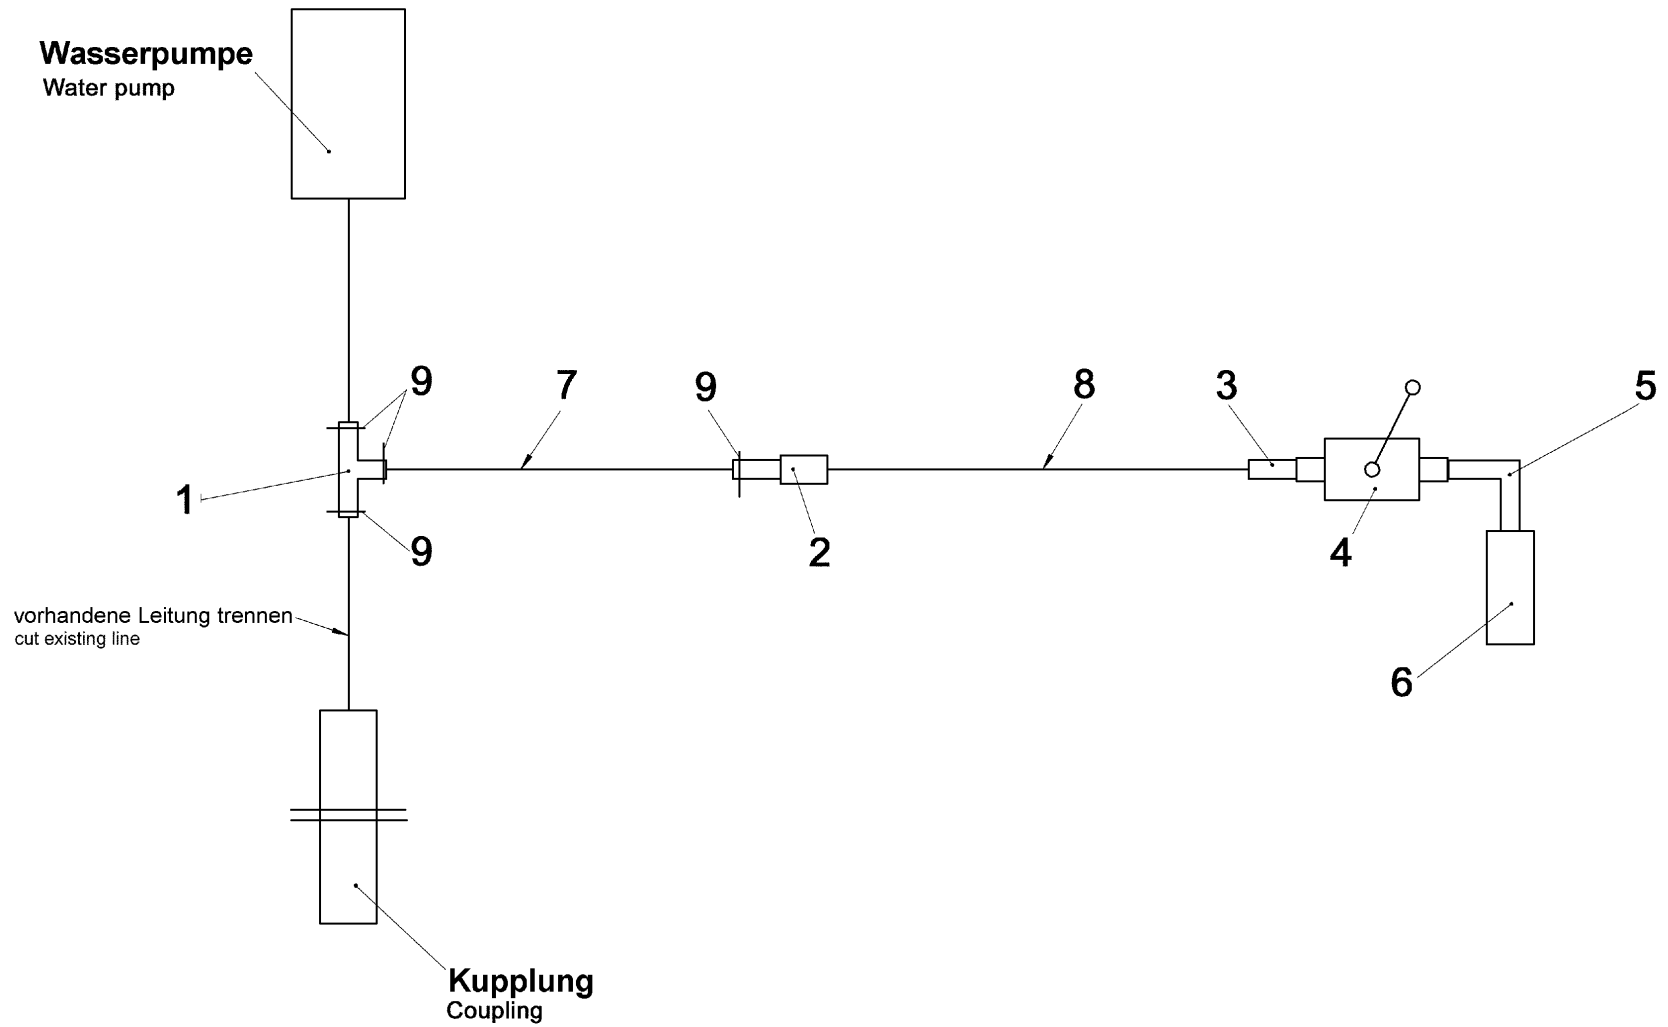 Wasserpumpe
Water pump
9
7
9
8
3
5
1
9
2
4
vorhandene Leitung trennen
cut existing line
6
Kupplung
Coupling